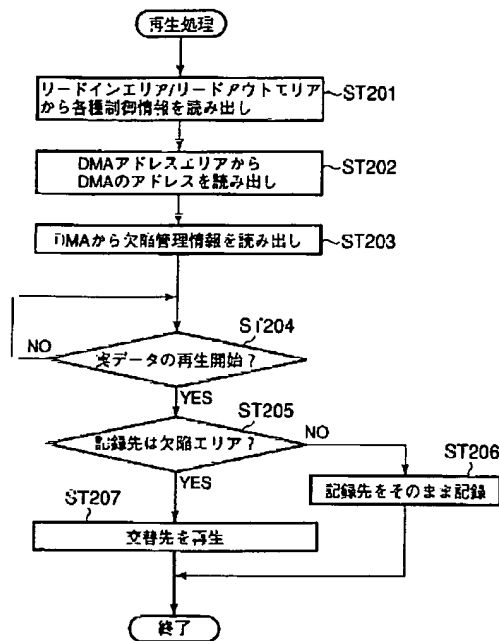 再生処理
リードインエリア/リードアウトエリア
から各種制御情報を読み出し
ST201
DMAアドレスエリアから
DMAのアドレスを読み出し
ST202
DMAから欠陥管理情報を読み出し
ST203
ST204
NO
実データの再生開始?
YES
ST205
記録先は欠陥エリア?
NO
ST206
YES
記録先をそのまま記録
ST207
交替先を再生
終了